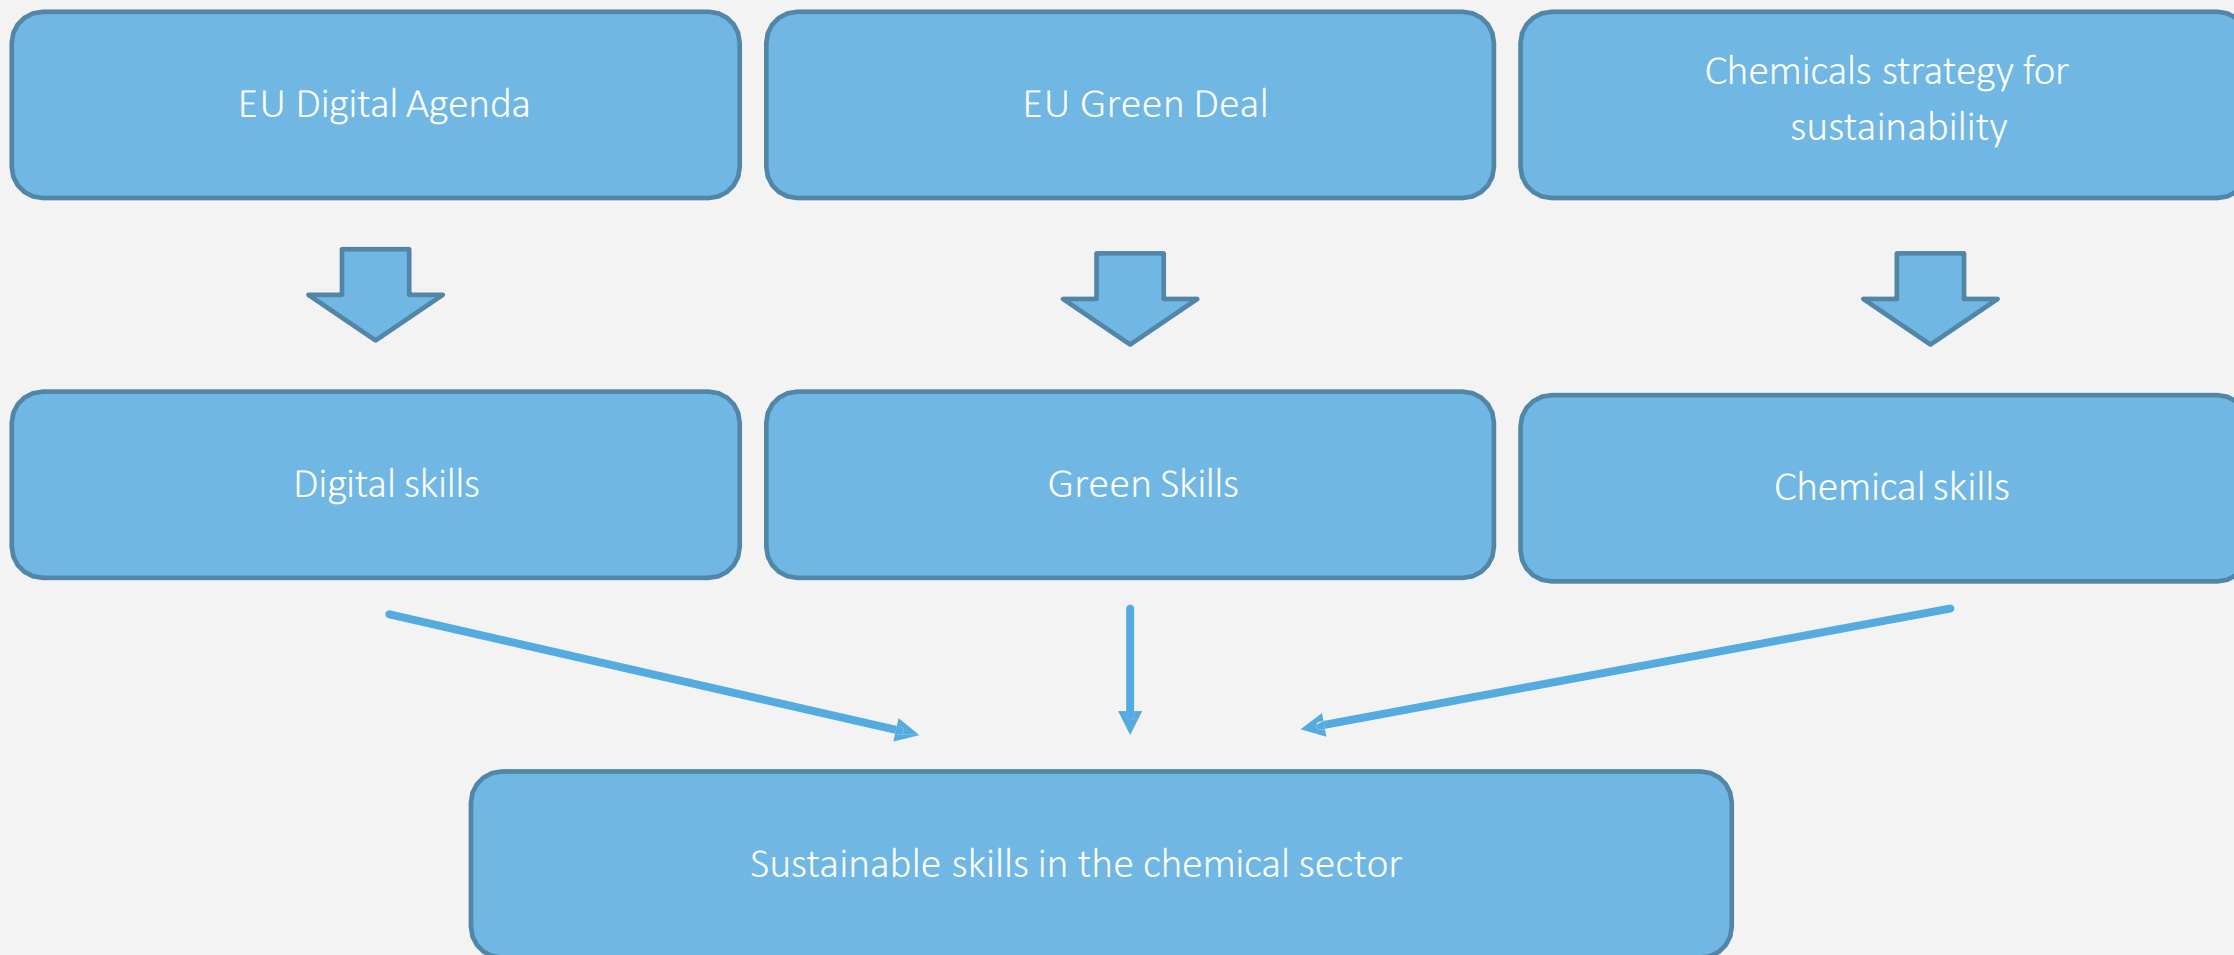 EU Digital Agenda
EU Green Deal
Chemicals strategy for
sustainability
Digital skills
Green Skills
Chemical skills
Sustainable skills in the chemical sector